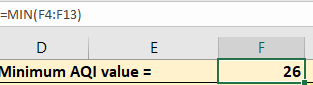 =MIN(F4:F13)
D E F
Minimum AQI value = 26